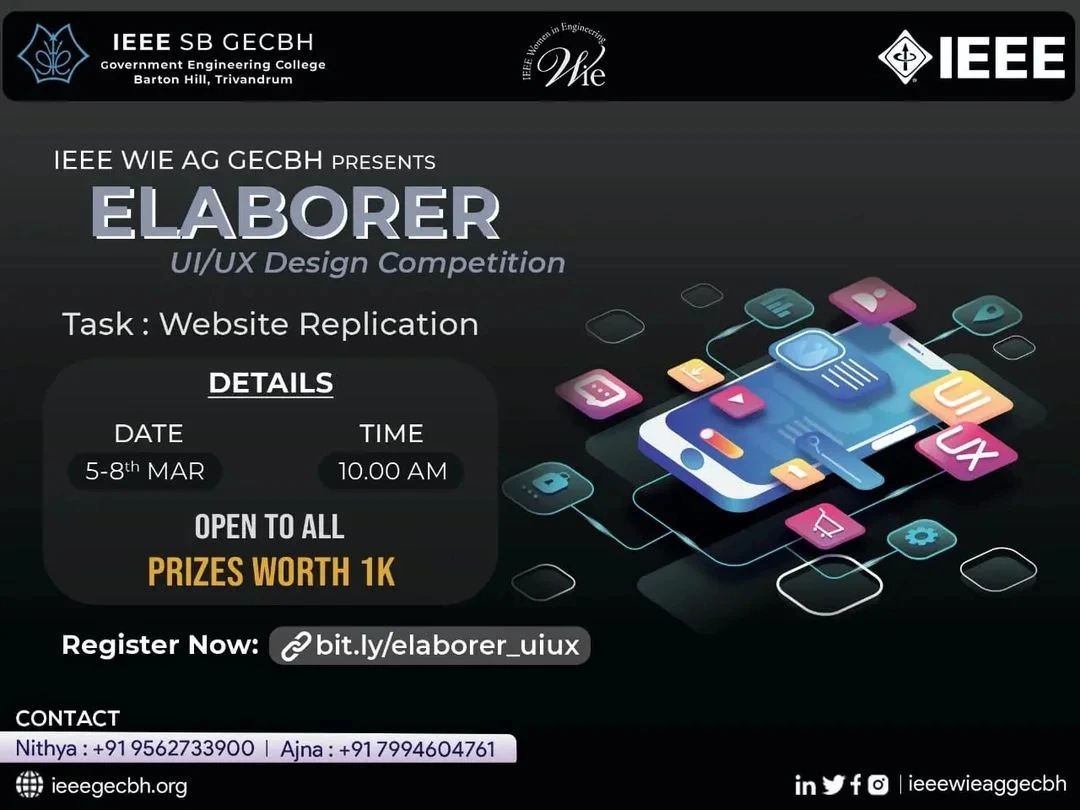 IEEE SB GECBH
Government Engineering College
Barton Hill, Trivandrum
IEEE Women in Engineering
Wie
IEEE
IEEE WIE AG GECBH PRESENTS
ELABORER
UI/UX Design Competition
Task : Website Replication
DETAILS
DATE
TIME
5-8th MAR
10.00 AM
OPEN TO ALL
PRIZES WORTH 1K
UI
UX
Register Now: bit.ly/elaborer_uiux
CONTACT
Nithya : +91 9562733900 | Ajna : +91 7994604761
ieeegecbh.org
in f | ieeewieaggecbh